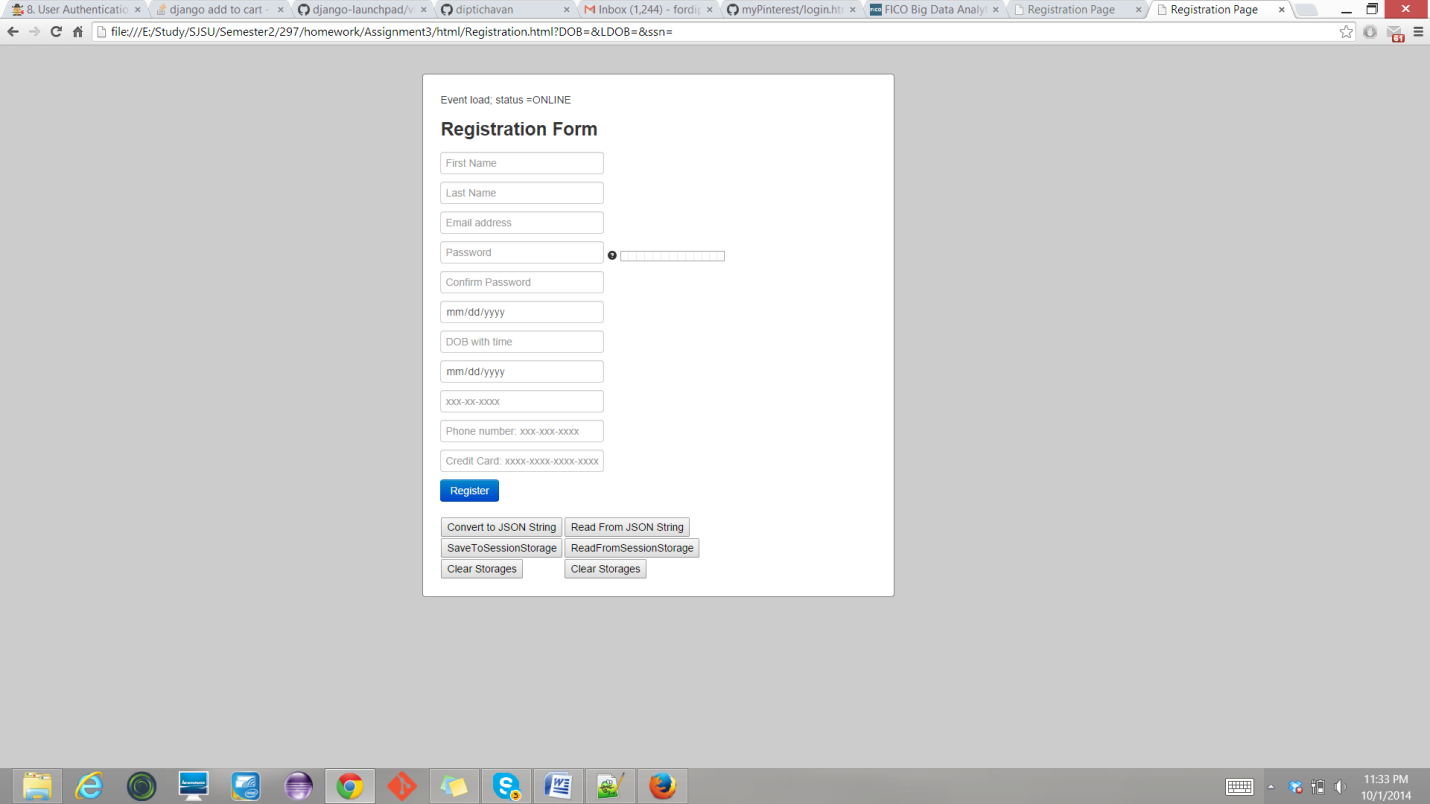 8. User Authenticatio
django add to cart -
django-launchpad/v
diptichavan
Inbox (1,244) - fordip
myPinterest/login.ht
FICO Big Data Analyt
Registration Page
Registration Page
file:///E:/Study/SJSU/Semester2/297/homework/Assignment3/html/Registration.html?DOB=&LDOB=&ssn=
Event load; status =ONLINE
Registration Form
First Name
Last Name
Email address
Password
Confirm Password
mm/dd/yyyy
DOB with time
mm/dd/yyyy
xxx-xx-xxxx
Phone number: xxx-xxx-xxxx
Credit Card: xxxx-xxxx-xxxx-xxxx
Register
Convert to JSON String Read From JSON String
SaveToSessionStorage ReadFromSessionStorage
Clear Storages Clear Storages
11:33 PM
10/1/2014